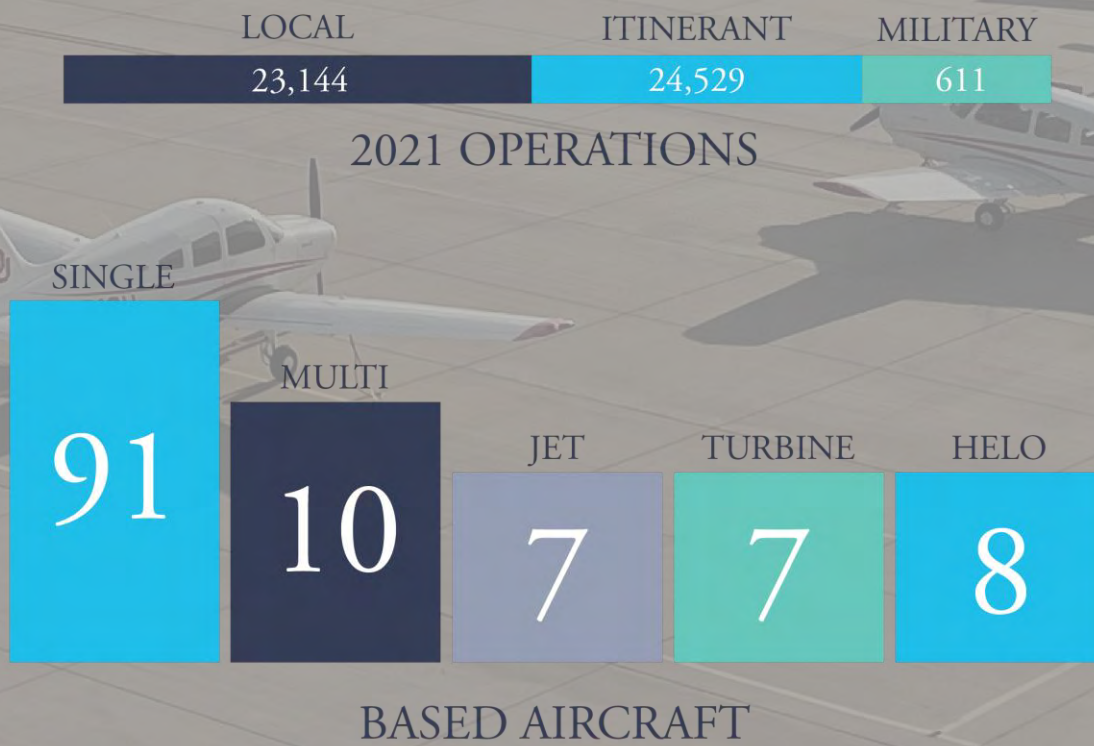 LOCAL ITINERANT MILITARY
23,144 24,529 611
2021 OPERATIONS
SINGLE
MULTI
JET TURBINE HELO
91 10 7 7 8
BASED AIRCRAFT